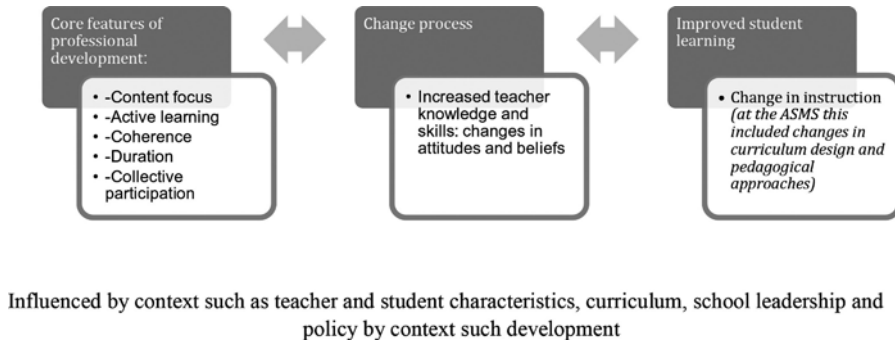 Core features of
professional
development:
• -Content focus
• -Active learning
• -Coherence
• -Duration
• -Collective
participation
Change process
• Increased teacher
knowledge and
skills: changes in
attitudes and beliefs
Improved student
learning
• Change in instruction
(at the ASMS this
included changes in
curriculum design and
pedagogical
approaches)
Influenced by context such as teacher and student characteristics, curriculum, school leadership and
policy by context such development